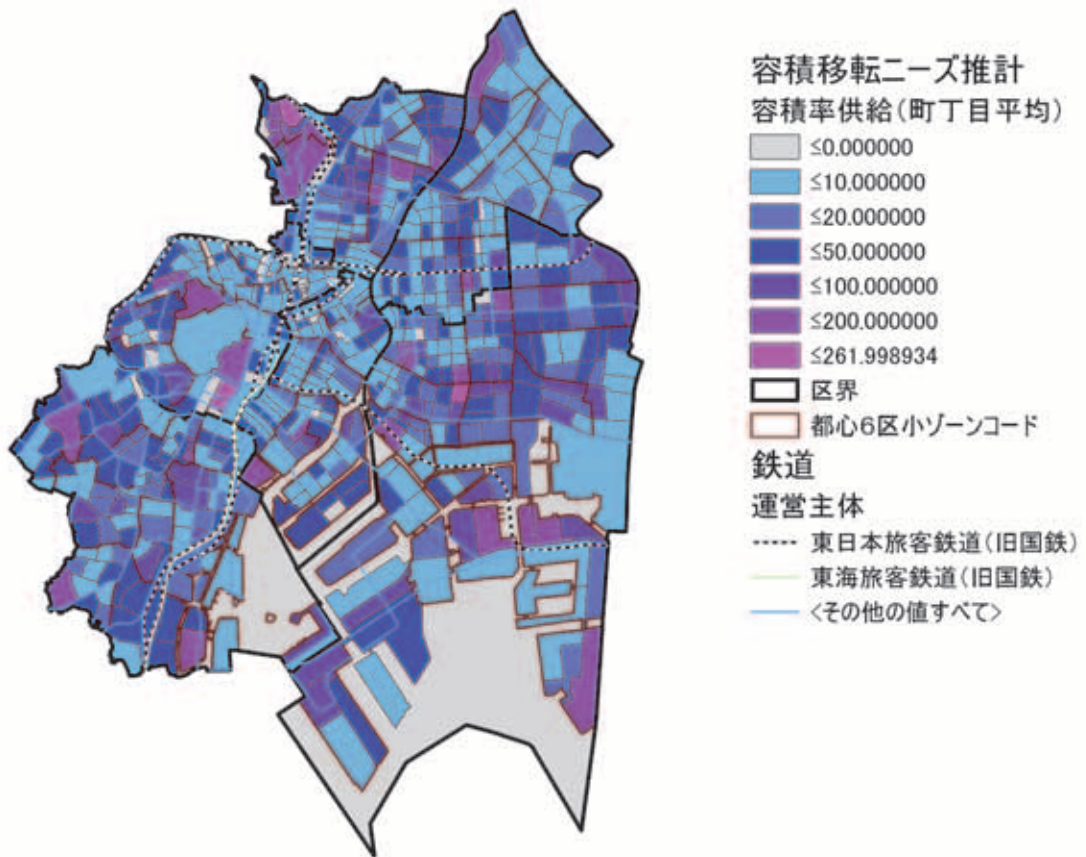 容積移転ニーズ推計
容積率供給(町丁目平均)
≤0.000000
≤10.000000
≤20.000000
≤50.000000
≤100.000000
≤200.000000
≤261.998934
区界
都心6区小ゾーンコード
鉄道
運営主体
東日本旅客鉄道(旧国鉄)
東海旅客鉄道(旧国鉄)
<その他の値すべて>